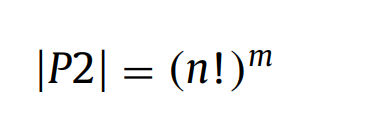 |P2| = (n!)^m